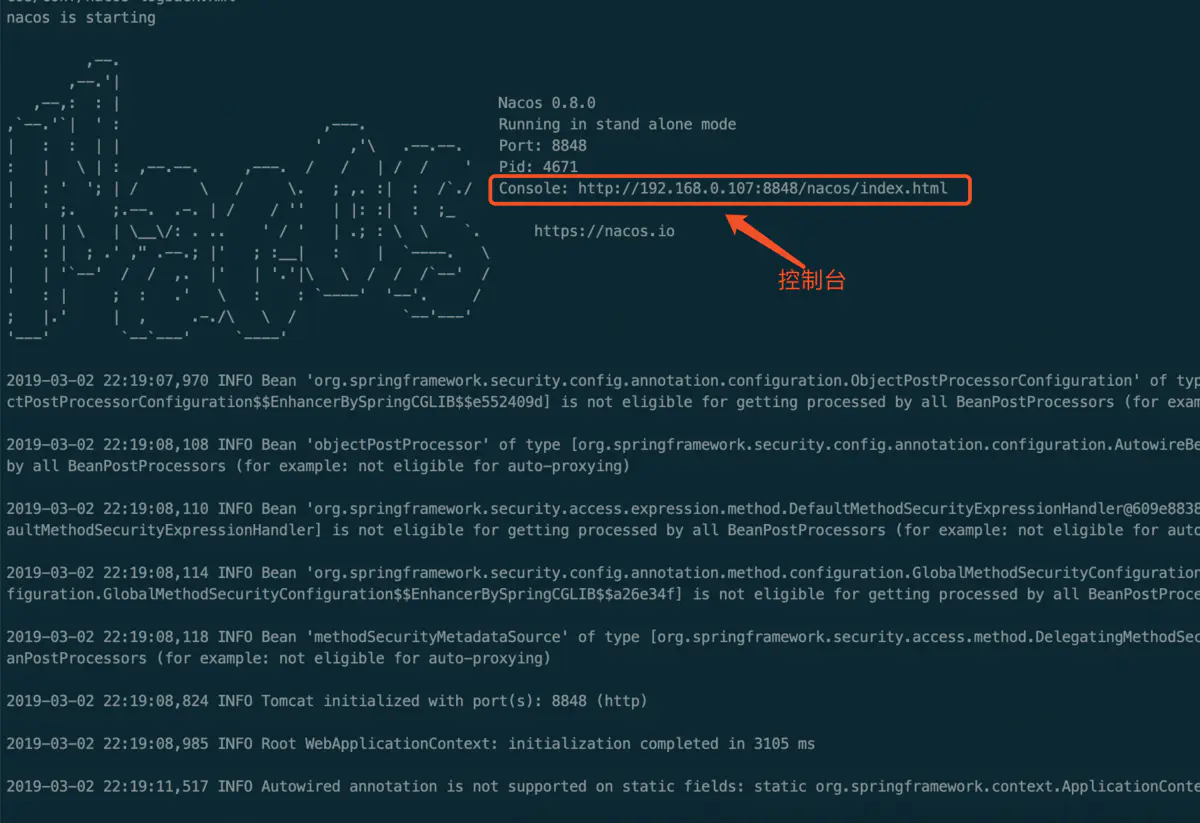 nacos is starting
Nacos 0.8.0
Running in stand alone mode
Port: 8848
Pid: 4671
Console: http://192.168.0.107:8848/nacos/index.html
https://nacos.io
控制台
2019-03-02 22:19:07,970 INFO Bean 'org.springframework.security.config.annotation.configuration.ObjectPostProcessorConfiguration' of typ
ctPostProcessorConfiguration$$EnhancerBySpringCGLIB$$e552409d] is not eligible for getting processed by all BeanPostProcessors (for exam
2019-03-02 22:19:08,108 INFO Bean 'objectPostProcessor' of type [org.springframework.security.config.annotation.configuration.AutowireBe
by all BeanPostProcessors (for example: not eligible for auto-proxying)
2019-03-02 22:19:08,110 INFO Bean 'org.springframework.security.access.expression.method.DefaultMethodSecurityExpressionHandler@609e8838
aultMethodSecurityExpressionHandler] is not eligible for getting processed by all BeanPostProcessors (for example: not eligible for auto
2019-03-02 22:19:08,114 INFO Bean 'org.springframework.security.config.annotation.method.configuration.GlobalMethodSecurityConfiguration
figuration.GlobalMethodSecurityConfiguration$$EnhancerBySpringCGLIB$$a26e34f] is not eligible for getting processed by all BeanPostProce
2019-03-02 22:19:08,118 INFO Bean 'methodSecurityMetadataSource' of type [org.springframework.security.access.method.DelegatingMethodSec
anPostProcessors (for example: not eligible for auto-proxying)
2019-03-02 22:19:08,824 INFO Tomcat initialized with port(s): 8848 (http)
2019-03-02 22:19:08,985 INFO Root WebApplicationContext: initialization completed in 3105 ms
2019-03-02 22:19:11,517 INFO Autowired annotation is not supported on static fields: static org.springframework.context.ApplicationConte